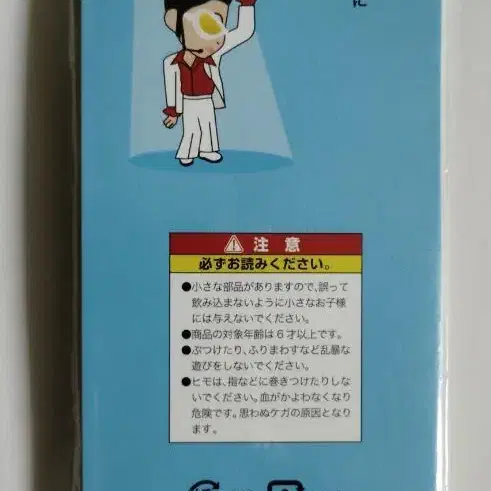 に
注意
必ずお読みください。
●小さな部品がありますので、誤って
飲み込まないように小さなお子様
には与えないでください。
●商品の対象年齢は6才以上です。
●ぶつけたり、ふりまわすなど乱暴な
遊びをしないでください。
●ヒモは、指などに巻きつけたりしな
いでください。血がかよわなくなり
危険です。思わぬケガの原因となり
ます。